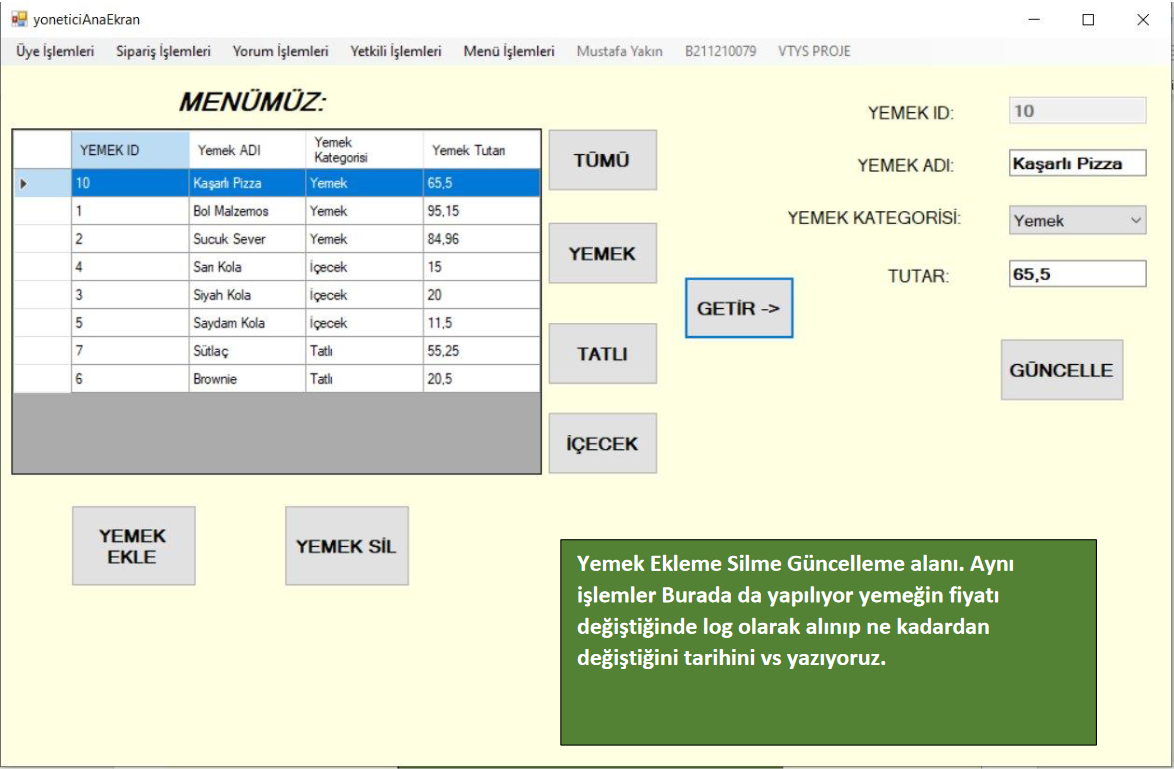 yoneticiAnaEkran
Üye İşlemleri Sipariş İşlemleri Yorum İşlemleri Yetkili İşlemleri Menü İşlemleri Mustafa Yakın B211210079 VTYS PROJE
MENÜMÜZ:
YEMEK ID Yemek ADI Yemek Kategorisi Yemek Tutarı
10 Kaşarlı Pizza Yemek 65,5
1 Bol Malzemos Yemek 95,15
2 Sucuk Sever Yemek 84,96
4 Sarı Kola İçecek 15
3 Siyah Kola İçecek 20
5 Saydam Kola İçecek 11,5
7 Sütlaç Tatlı 55,25
6 Brownie Tatlı 20,5
TÜMÜ
YEMEK
TATLI
İÇECEK
GETİR ->
YEMEK ID: 10
YEMEK ADI: Kaşarlı Pizza
YEMEK KATEGORİSİ: Yemek
TUTAR: 65,5
GÜNCELLE
YEMEK
EKLE
YEMEK SİL
Yemek Ekleme Silme Güncelleme alanı. Aynı
işlemler Burada da yapılıyor yemeğin fiyatı
değiştiğinde log olarak alınıp ne kadardan
değiştiğini tarihini vs yazıyoruz.